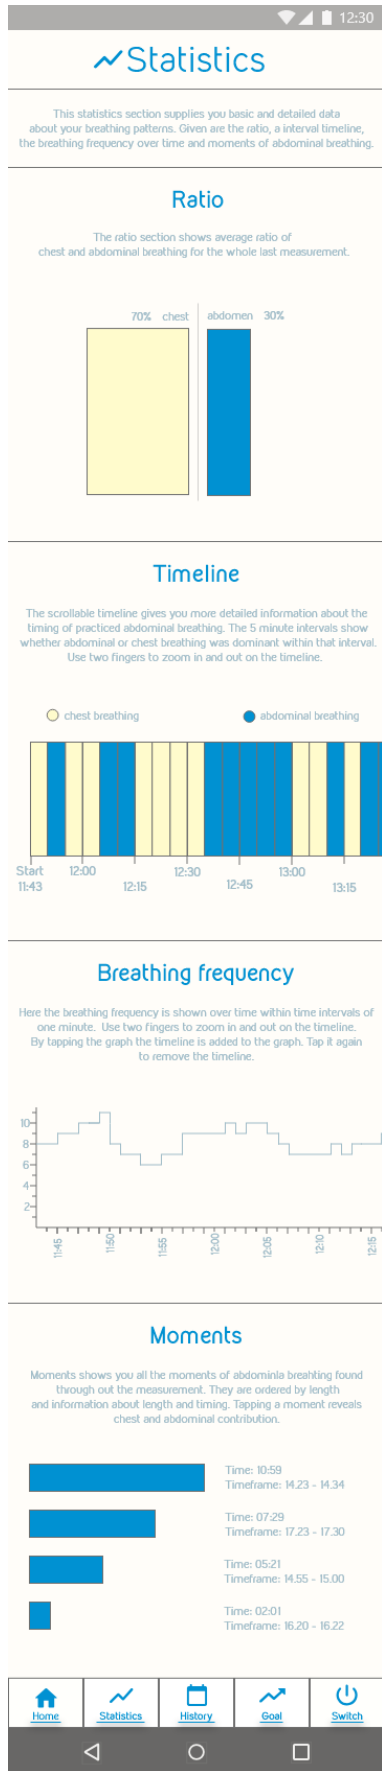 12:30
Statistics
This statistics section supplies you basic and detailed data
about your breathing patterns. Given are the ratio, a interval timeline,
the breathing frequency over time and moments of abdominal breathing.
Ratio
The ratio section shows average ratio of
chest and abdominal breathing for the whole last measurement.
70% chest abdomen 30%
Timeline
The scrollable timeline gives you more detailed information about the
timing of practiced abdominal breathing. The 5 minute intervals show
whether abdominal or chest breathing was dominant within that interval.
Use two fingers to zoom in and out on the timeline.
chest breathing abdominal breathing
Start 12:00 12:30 13:00
11:43 12:15 12:45 13:15
Breathing frequency
Here the breathing frequency is shown over time within time intervals of
one minute. Use two fingers to zoom in and out on the timeline.
By tapping the graph the timeline is added to the graph. Tap it again
to remove the timeline.
10
8
6
4
2
11:45 11:50 11:55 12:00 12:05 12:10 12:15
Moments
Moments shows you all the moments of abdominla breahting found
through out the measurement. They are ordered by length
and information about length and timing. Tapping a moment reveals
chest and abdominal contribution.
Time: 10:59
Timeframe: 14.23 - 14.34
Time: 07:29
Timeframe: 17.23 - 17.30
Time: 05:21
Timeframe: 14.55 - 15.00
Time: 02:01
Timeframe: 16.20 - 16.22
Home Statistics History Goal Switch